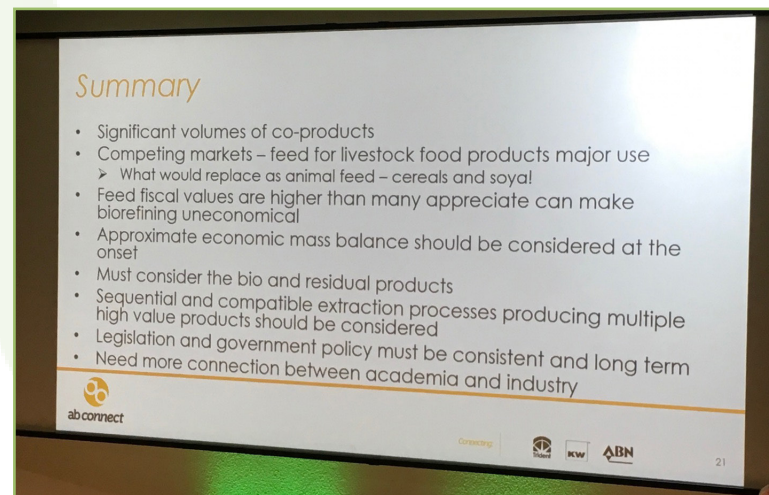 Summary
• Significant volumes of co-products
• Competing markets – feed for livestock food products major use
➢ What would replace as animal feed – cereals and soya!
• Feed fiscal values are higher than many appreciate can make
biorefining uneconomical
• Approximate economic mass balance should be considered at the
onset
• Must consider the bio and residual products
• Sequential and compatible extraction processes producing multiple
high value products should be considered
• Legislation and government policy must be consistent and long term
• Need more connection between academia and industry
ab connect
Connecting
Trident
KW
ABN
21